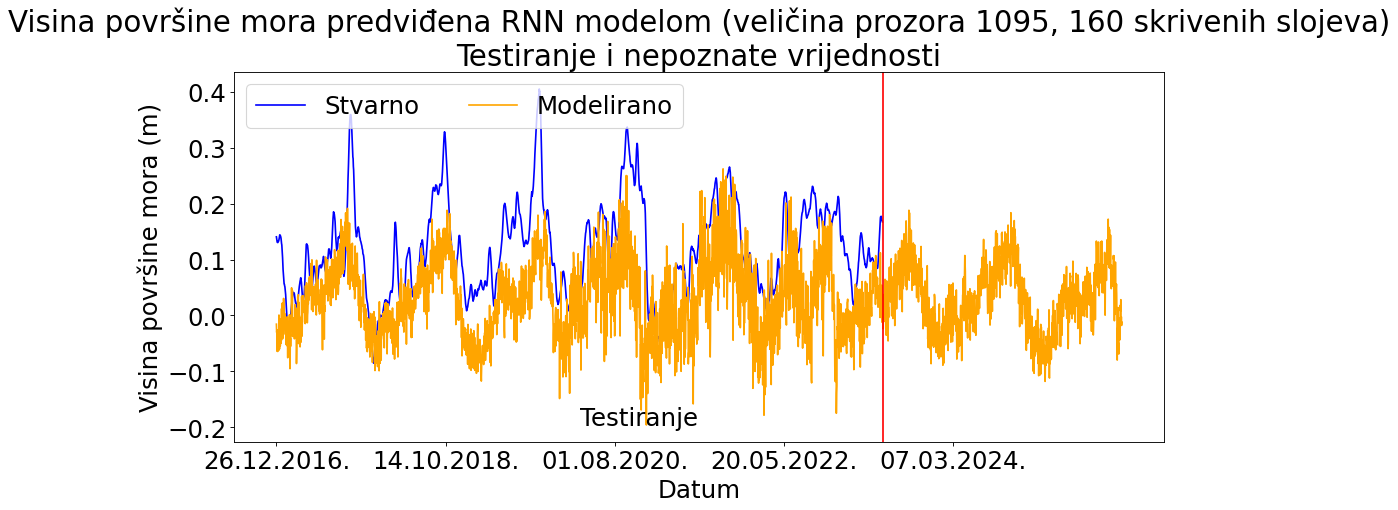 Visina površine mora predviđena RNN modelom (veličina prozora 1095, 160 skrivenih slojeva)
Testiranje i nepoznate vrijednosti
Stvarno
Modelirano
Visina površine mora (m)
0.4
0.3
0.2
0.1
0.0
−0.1
−0.2
Testiranje
26.12.2016.
14.10.2018.
01.08.2020.
20.05.2022.
07.03.2024.
Datum